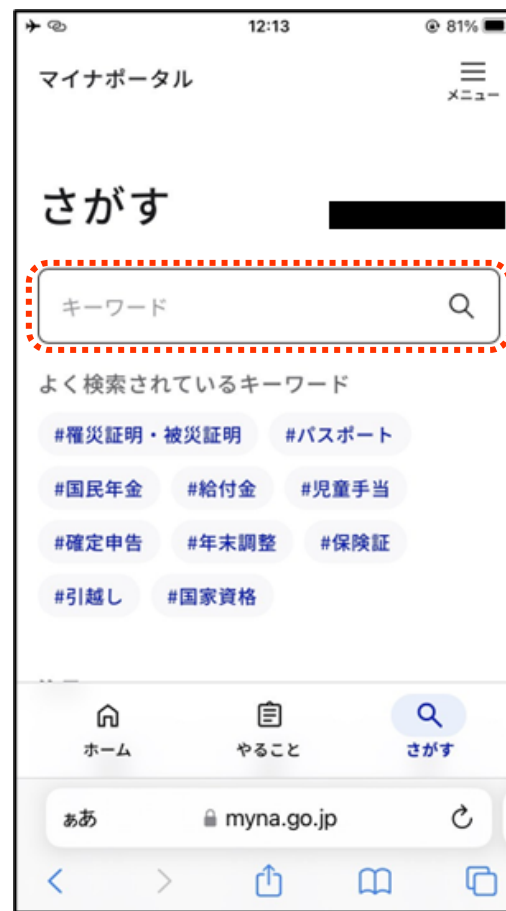 12:13 81%
マイナポータル
メニュー
さがす
キーワード
よく検索されているキーワード
#罹災証明・被災証明 #パスポート
#国民年金 #給付金 #児童手当
#確定申告 #年末調整 #保険証
#引越し #国家資格
ホーム やること さがす
ぁあ myna.go.jp